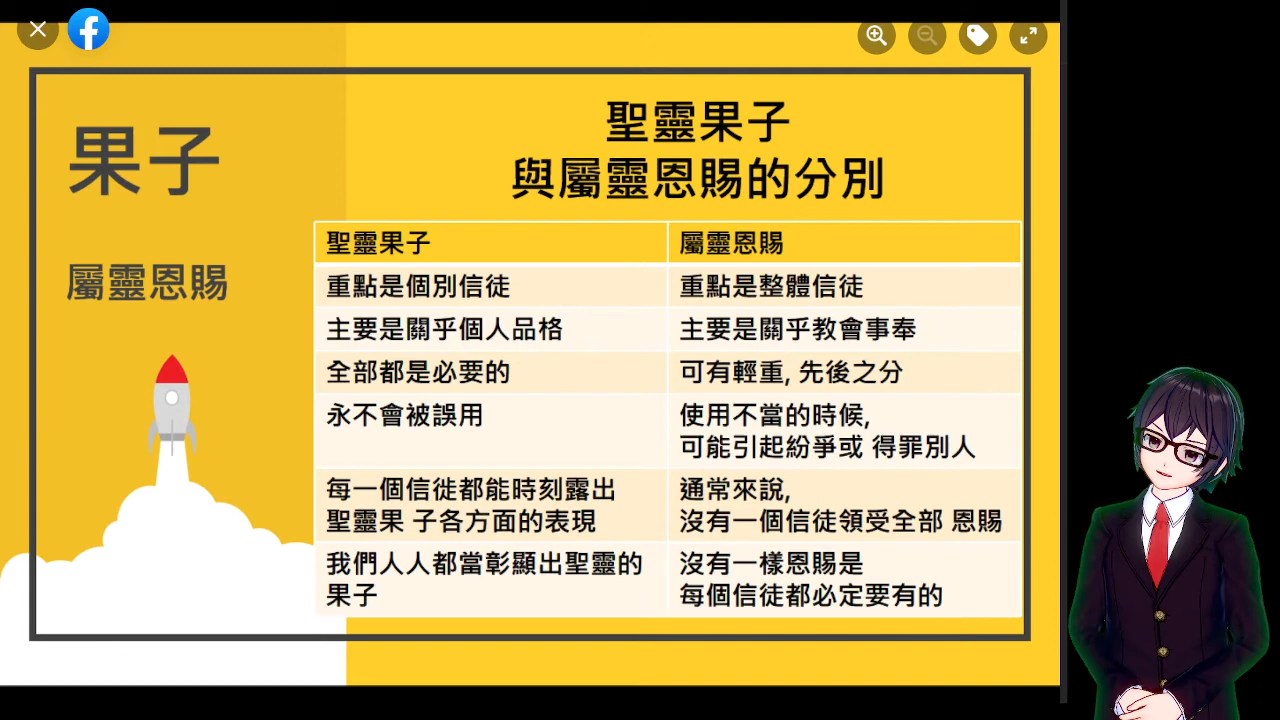 果子
屬靈恩賜
聖靈果子
與屬靈恩賜的分別
聖靈果子
屬靈恩賜
重點是個別信徒
重點是整體信徒
主要是關乎個人品格
主要是關乎教會事奉
全部都是必要的
可有輕重, 先後之分
永不會被誤用
使用不當的時候,
可能引起紛爭或 得罪別人
每一個信徙都能時刻露出
聖靈果 子各方面的表現
通常來說,
沒有一個信徒領受全部 恩賜
我們人人都當彰顯出聖靈的
果子
沒有一樣恩賜是
每個信徒都必定要有的